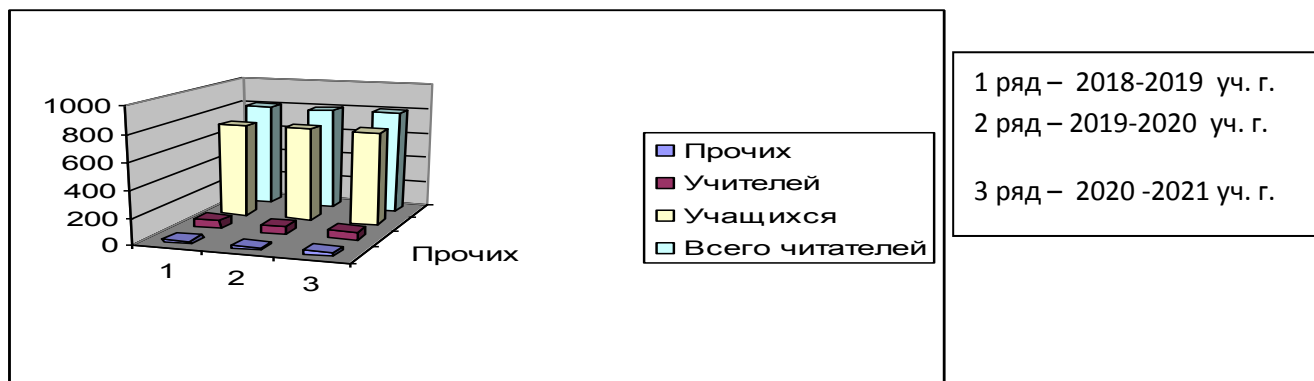 1000
800
600
400
200
0
1
2
3
Прочих
Прочих
Учителей
Учащихся
Всего читателей
1 ряд – 2018-2019 уч. г.
2 ряд – 2019-2020 уч. г.
3 ряд – 2020 -2021 уч. г.